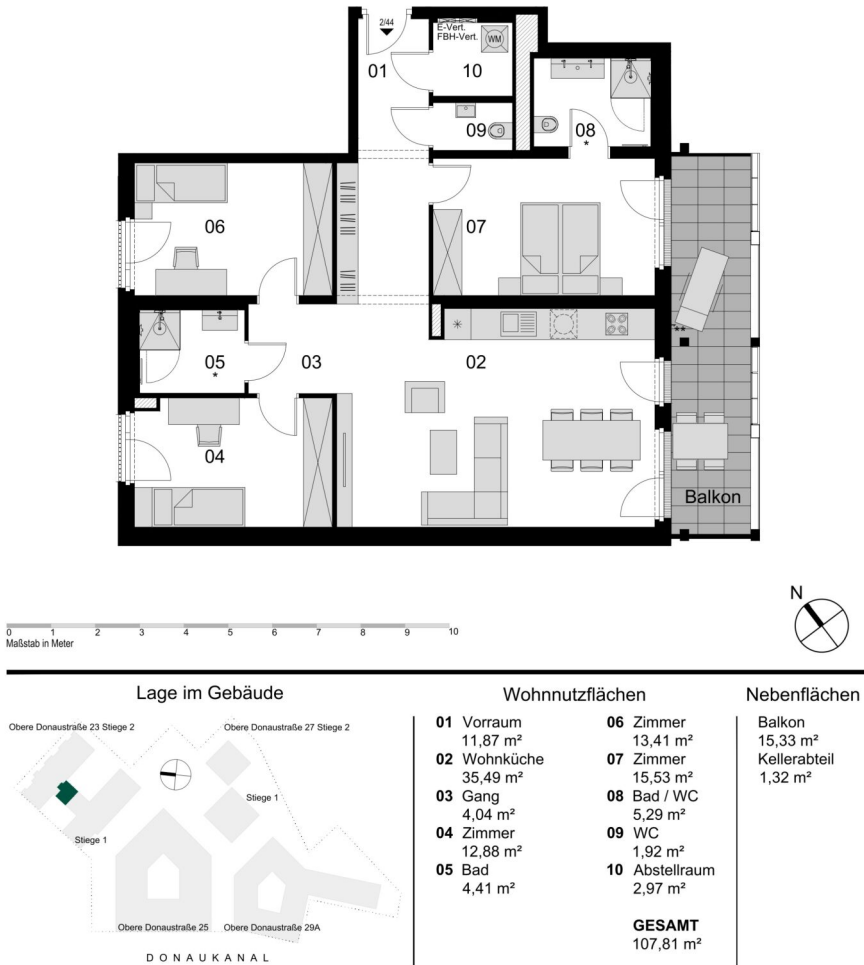 2/44
E-Vert.
FBH-Vert.
WM
01
10
09
08
*
06
07
05
*
03
02
*
**
04
Balkon
N
0 1 2 3 4 5 6 7 8 9 10
Maßstab in Meter
Lage im Gebäude
Obere Donaustraße 23 Stiege 2
Obere Donaustraße 27 Stiege 2
Stiege 1
Stiege 1
Obere Donaustraße 25
Obere Donaustraße 29A
DONAUKANAL
Wohnnutzflächen
01 Vorraum
11,87 m²
02 Wohnküche
35,49 m²
03 Gang
4,04 m²
04 Zimmer
12,88 m²
05 Bad
4,41 m²
06 Zimmer
13,41 m²
07 Zimmer
15,53 m²
08 Bad / WC
5,29 m²
09 WC
1,92 m²
10 Abstellraum
2,97 m²
GESAMT
107,81 m²
Nebenflächen
Balkon
15,33 m²
Kellerabteil
1,32 m²